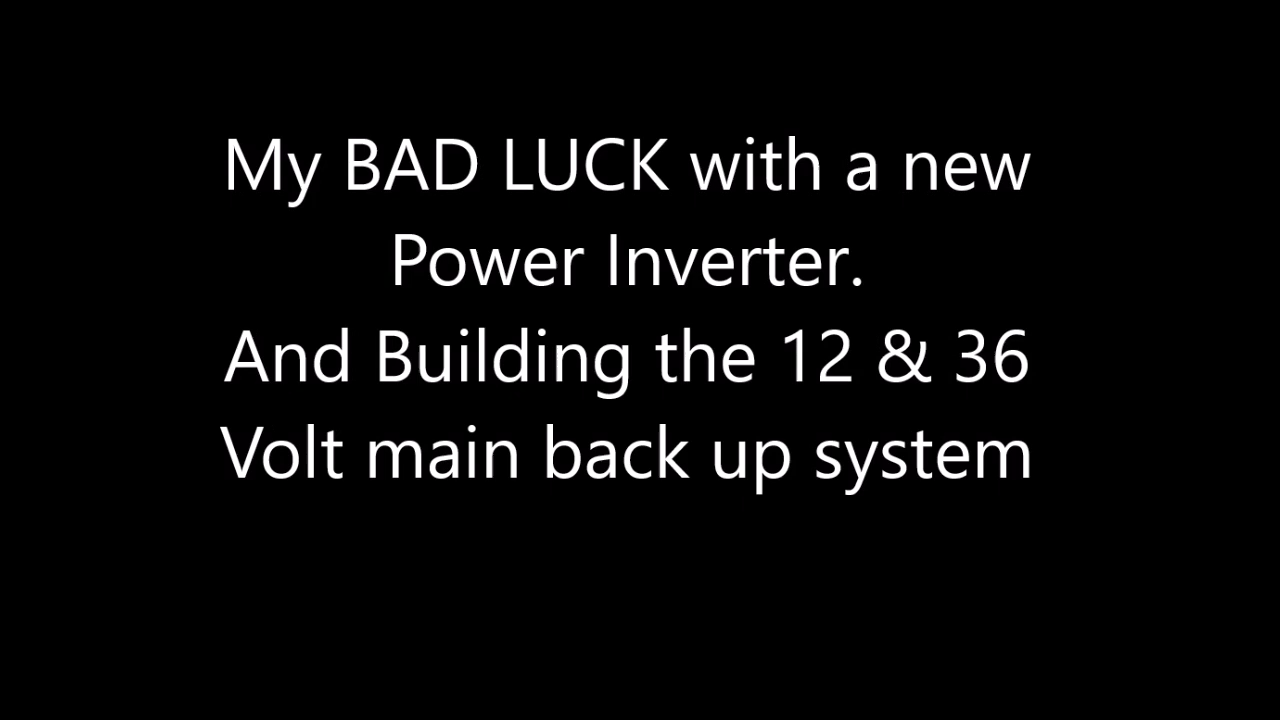 My BAD LUCK with a new
Power Inverter.
And Building the 12 & 36
Volt main back up system